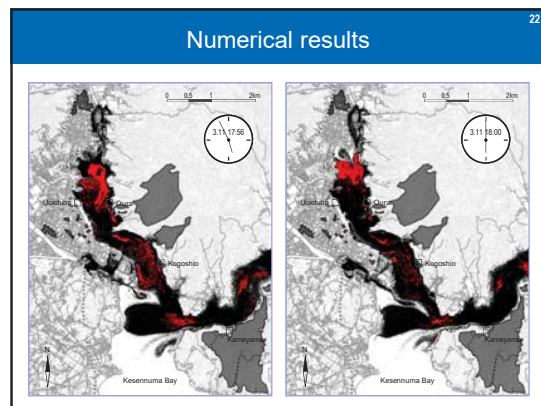 22
Numerical results
0 0.5 1 2km
3.11 17:56
Uoichiba
Oura
Kogoshio
Kameyama
N
Kesennuma Bay
0 0.5 1 2km
3.11 18:00
Uoichiba
Oura
Kogoshio
Kameyama
N
Kesennuma Bay